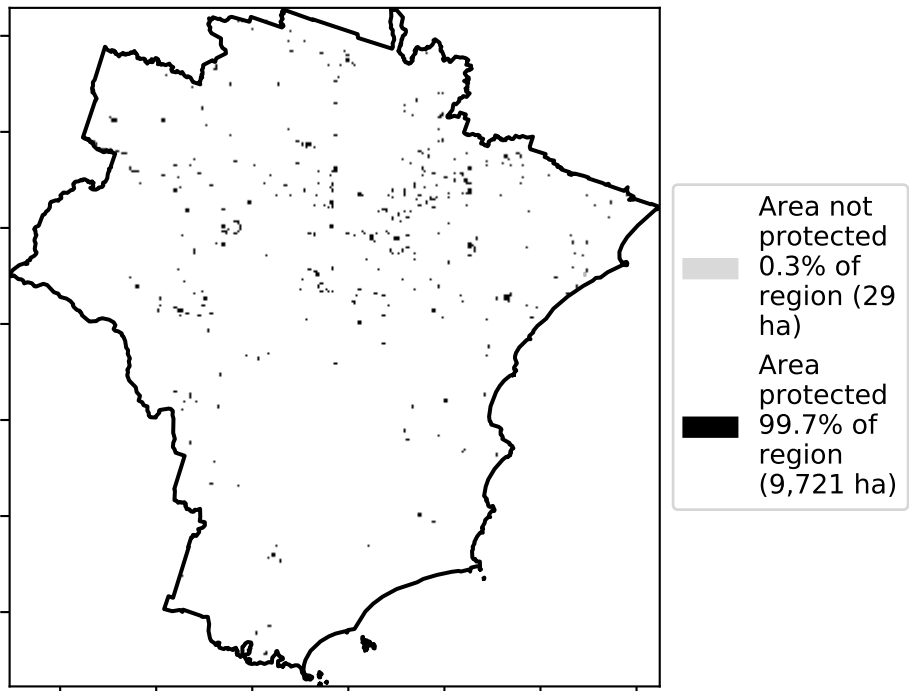 Area not
protected
0.3% of
region (29
ha)
Area
protected
99.7% of
region
(9,721 ha)